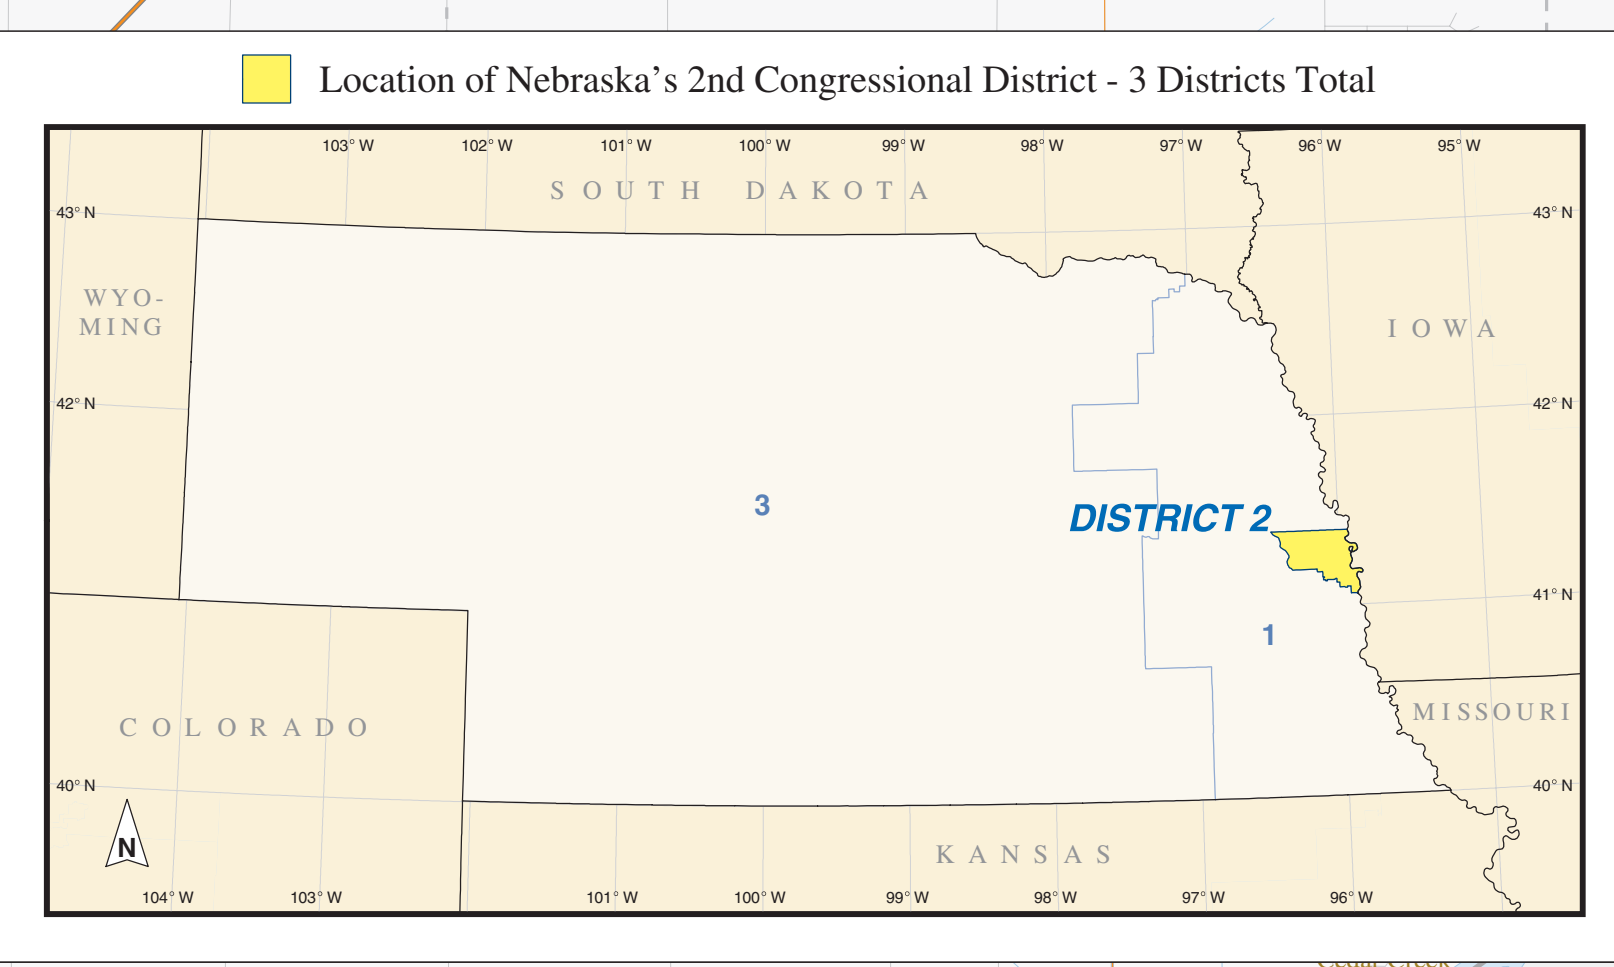 Location of Nebraska's 2nd Congressional District - 3 Districts Total
103° W 102° W 101° W 100° W 99° W 98° W 97° W 96° W 95° W
SOUTH DAKOTA
43° N 43° N
WYO-
MING
IOWA
42° N 42° N
3
DISTRICT 2
41° N
1
MISSOURI
COLORADO
40° N 40° N
N
KANSAS
104° W 103° W 101° W 100° W 99° W 98° W 97° W 96° W